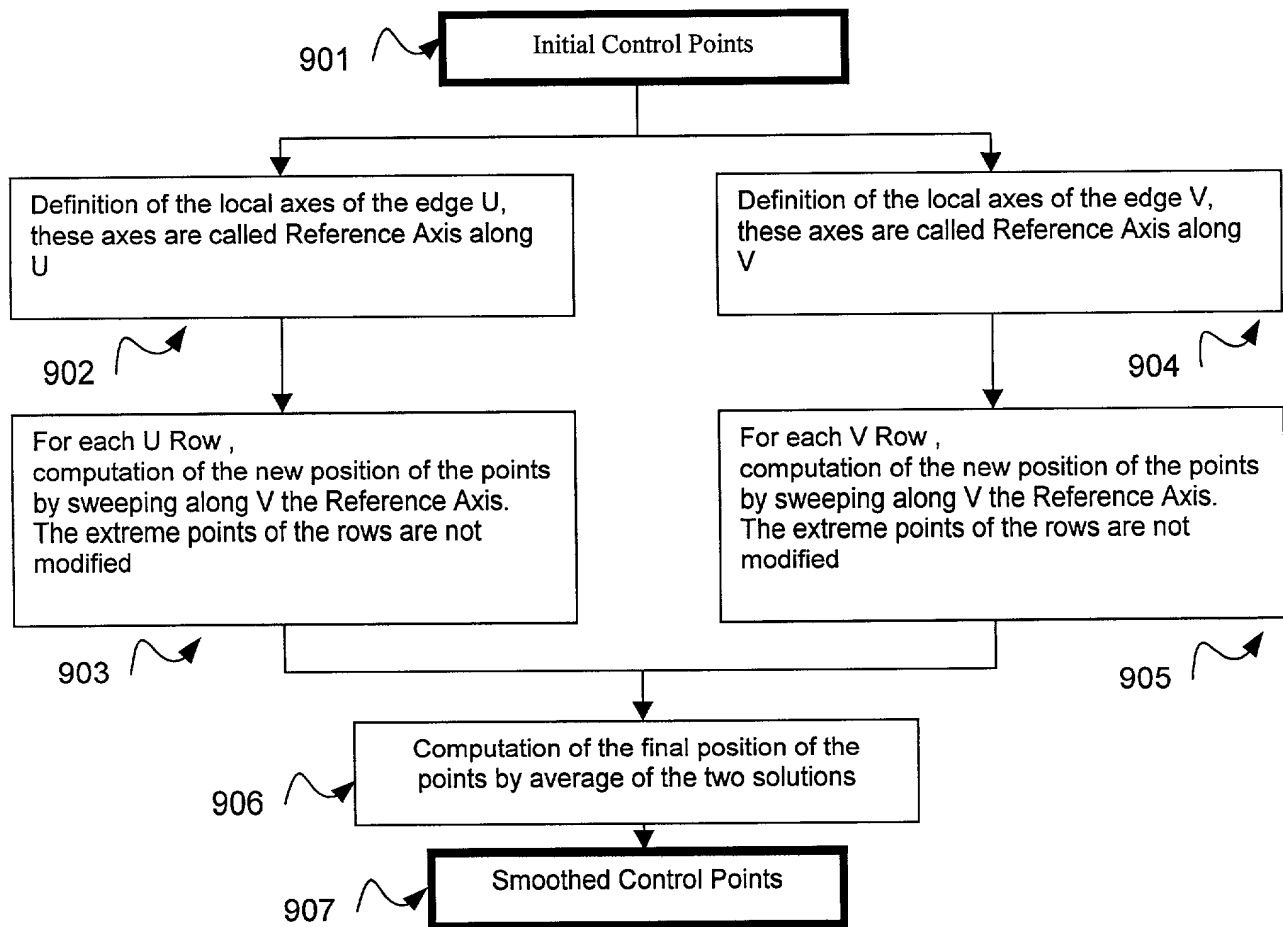 Initial Control Points
901
Definition of the local axes of the edge U,
these axes are called Reference Axis along
U
902
Definition of the local axes of the edge V,
these axes are called Reference Axis along
V
904
For each U Row ,
computation of the new position of the points
by sweeping along V the Reference Axis.
The extreme points of the rows are not
modified
903
For each V Row ,
computation of the new position of the points
by sweeping along V the Reference Axis.
The extreme points of the rows are not
modified
905
Computation of the final position of the
points by average of the two solutions
906
Smoothed Control Points
907